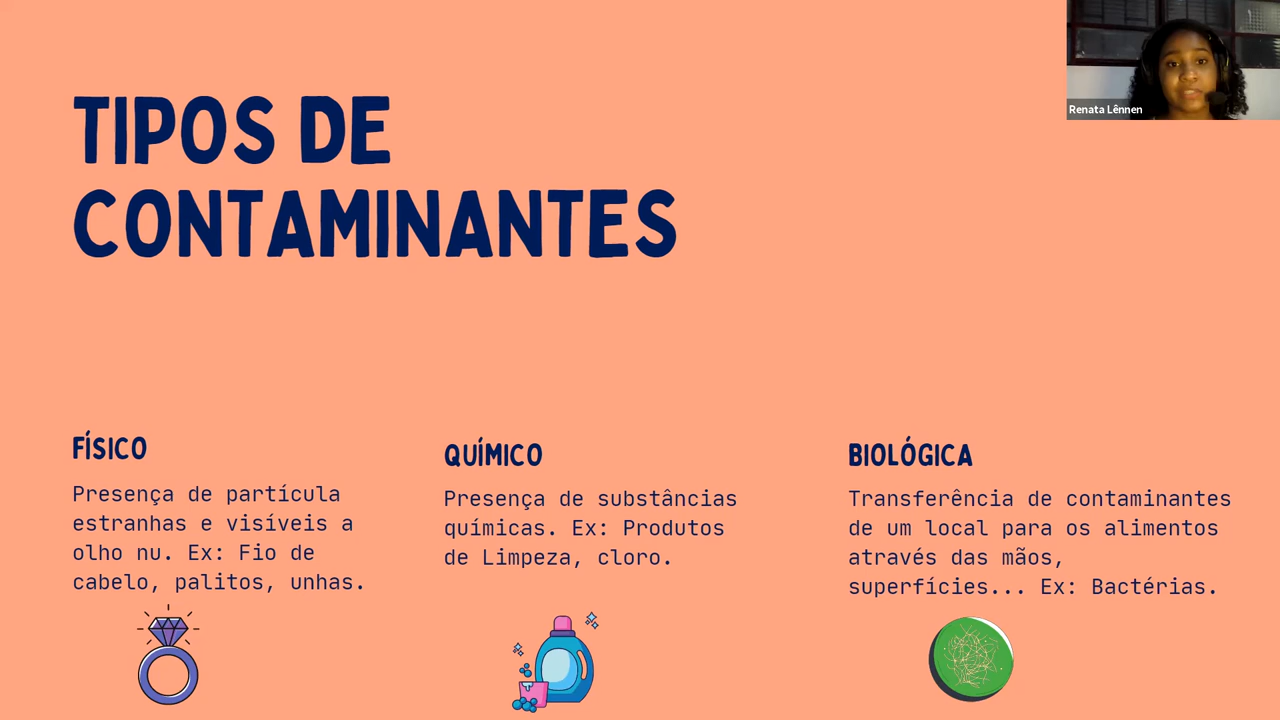 TIPOS DE
CONTAMINANTES
Renata Lênnen
FÍSICO
Presença de partícula
estranhas e visíveis a
olho nu. Ex: Fio de
cabelo, palitos, unhas.
QUÍMICO
Presença de substâncias
químicas. Ex: Produtos
de Limpeza, cloro.
BIOLÓGICA
Transferência de contaminantes
de um local para os alimentos
através das mãos,
superfícies... Ex: Bactérias.